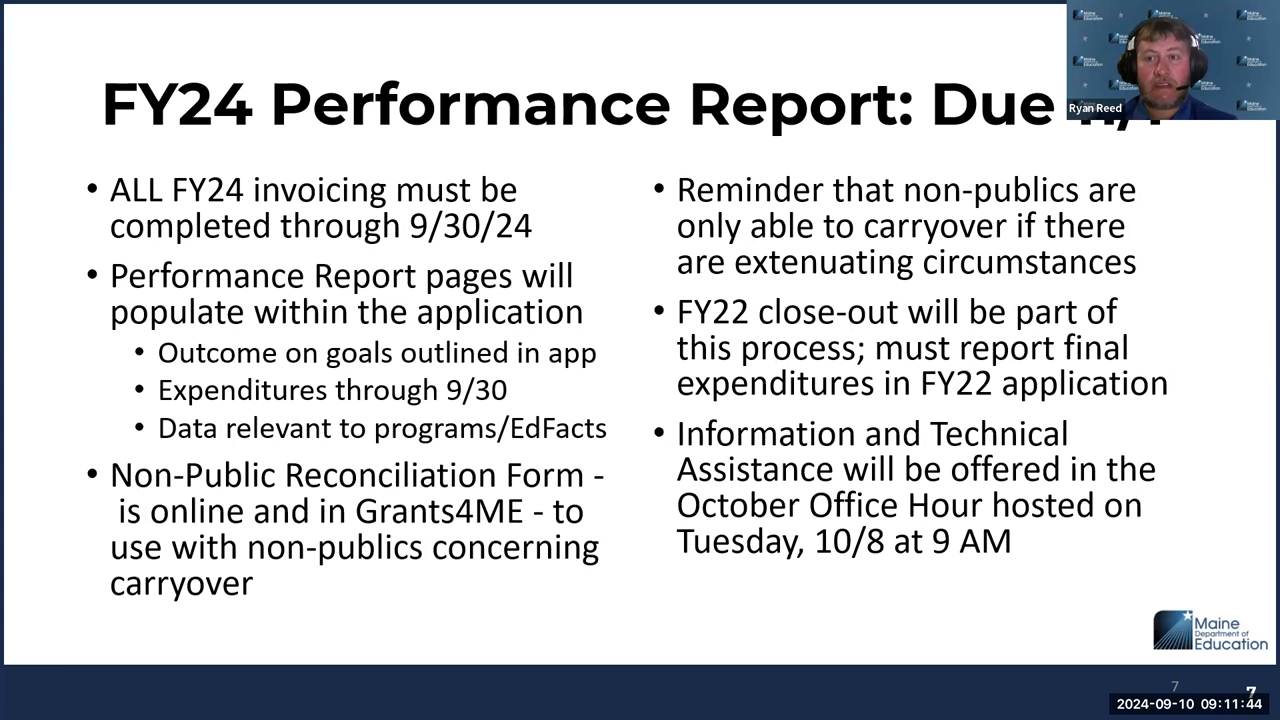 FY24 Performance Report: Due
Ryan Reed
• ALL FY24 invoicing must be
completed through 9/30/24
• Performance Report pages will
populate within the application
• Outcome on goals outlined in app
• Expenditures through 9/30
• Data relevant to programs/EdFacts
• Non-Public Reconciliation Form -
is online and in Grants4ME - to
use with non-publics concerning
carryover
• Reminder that non-publics are
only able to carryover if there
are extenuating circumstances
• FY22 close-out will be part of
this process; must report final
expenditures in FY22 application
• Information and Technical
Assistance will be offered in the
October Office Hour hosted on
Tuesday, 10/8 at 9 AM
Maine
Department of
Education
7
7
2024-09-10 09:11:44